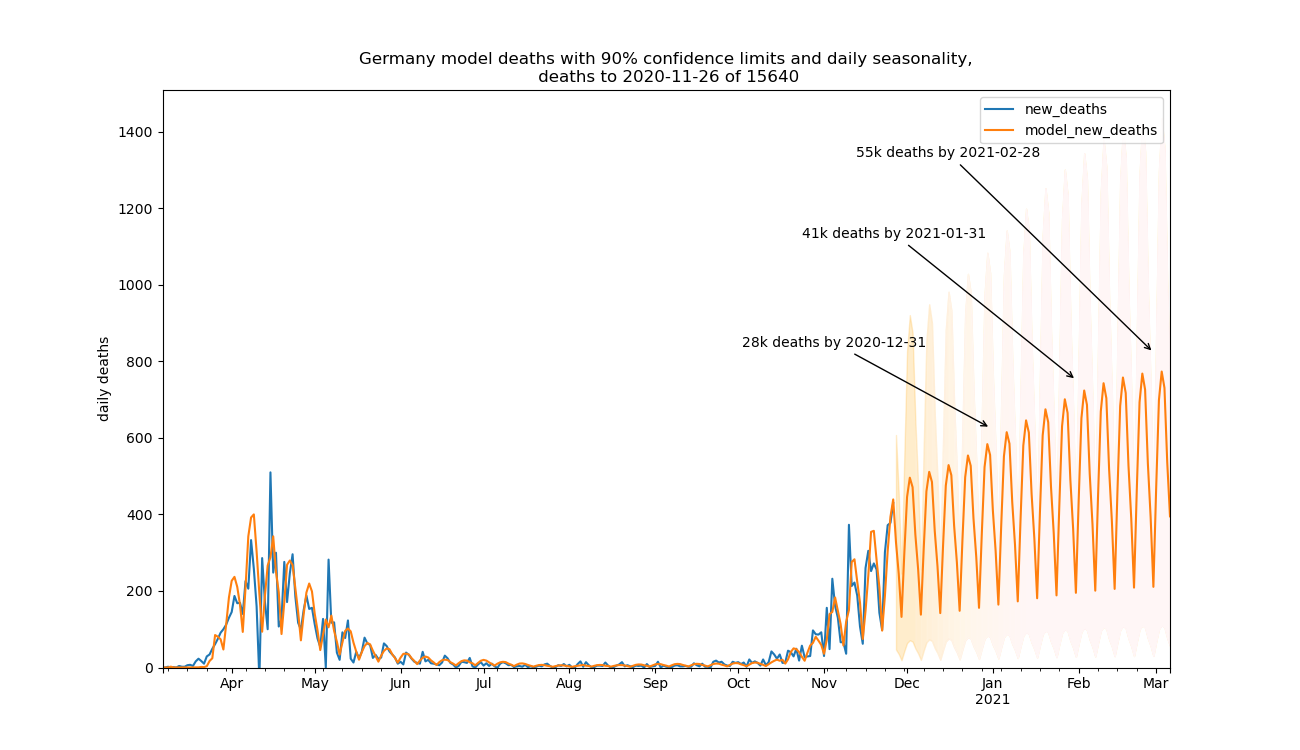 Germany model deaths with 90% confidence limits and daily seasonality,
deaths to 2020-11-26 of 15640
new_deaths
model_new_deaths
55k deaths by 2021-02-28
41k deaths by 2021-01-31
28k deaths by 2020-12-31
daily deaths
1400
1200
1000
800
600
400
200
0
Apr May Jun Jul Aug Sep Oct Nov Dec Jan Feb Mar
2021